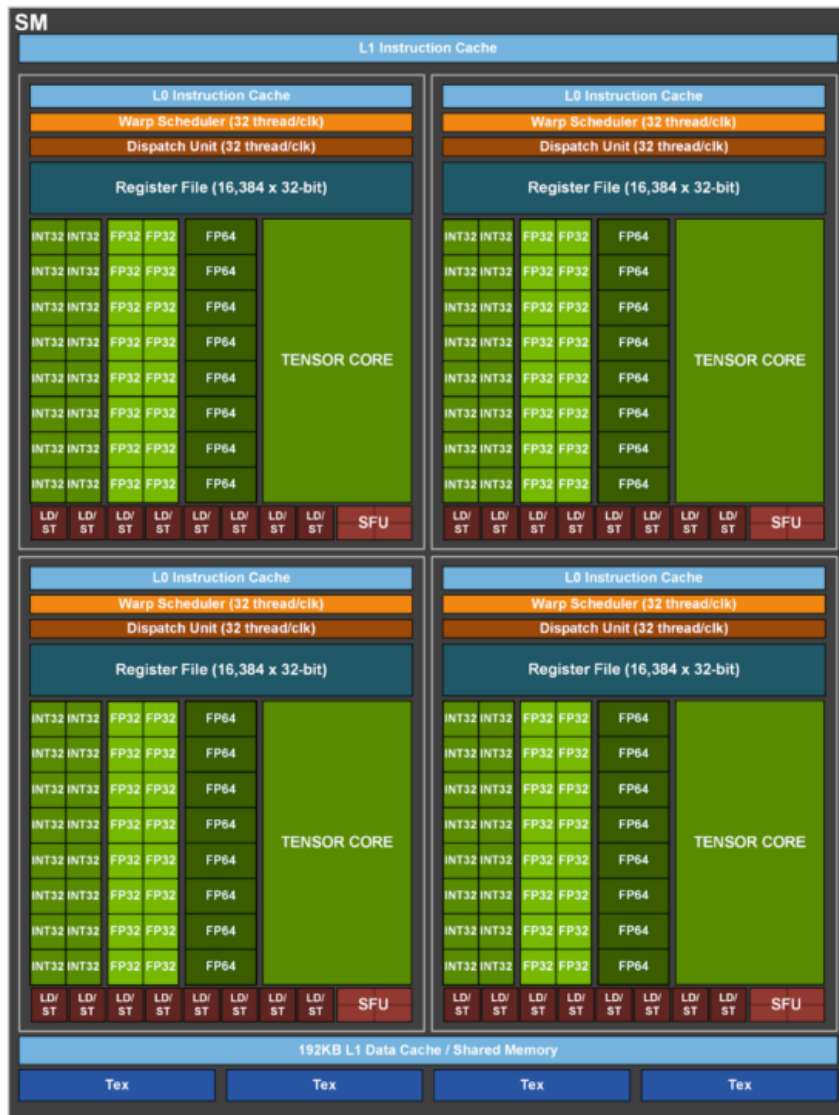 SM
L1 Instruction Cache
L0 Instruction Cache
Warp Scheduler (32 thread/clk)
Dispatch Unit (32 thread/clk)
Register File (16,384 x 32-bit)
INT32 INT32 FP32 FP32 FP64
INT32 INT32 FP32 FP32 FP64
INT32 INT32 FP32 FP32 FP64
INT32 INT32 FP32 FP32 FP64
TENSOR CORE
INT32 INT32 FP32 FP32 FP64
INT32 INT32 FP32 FP32 FP64
INT32 INT32 FP32 FP32 FP64
INT32 INT32 FP32 FP32 FP64
LD/ LD/ LD/ LD/ LD/ LD/ LD/ LD/
ST ST ST ST ST ST ST ST
SFU
L0 Instruction Cache
Warp Scheduler (32 thread/clk)
Dispatch Unit (32 thread/clk)
Register File (16,384 x 32-bit)
INT32 INT32 FP32 FP32 FP64
INT32 INT32 FP32 FP32 FP64
INT32 INT32 FP32 FP32 FP64
INT32 INT32 FP32 FP32 FP64
TENSOR CORE
INT32 INT32 FP32 FP32 FP64
INT32 INT32 FP32 FP32 FP64
INT32 INT32 FP32 FP32 FP64
INT32 INT32 FP32 FP32 FP64
LD/ LD/ LD/ LD/ LD/ LD/ LD/ LD/
ST ST ST ST ST ST ST ST
SFU
L0 Instruction Cache
Warp Scheduler (32 thread/clk)
Dispatch Unit (32 thread/clk)
Register File (16,384 x 32-bit)
INT32 INT32 FP32 FP32 FP64
INT32 INT32 FP32 FP32 FP64
INT32 INT32 FP32 FP32 FP64
INT32 INT32 FP32 FP32 FP64
TENSOR CORE
INT32 INT32 FP32 FP32 FP64
INT32 INT32 FP32 FP32 FP64
INT32 INT32 FP32 FP32 FP64
INT32 INT32 FP32 FP32 FP64
LD/ LD/ LD/ LD/ LD/ LD/ LD/ LD/
ST ST ST ST ST ST ST ST
SFU
L0 Instruction Cache
Warp Scheduler (32 thread/clk)
Dispatch Unit (32 thread/clk)
Register File (16,384 x 32-bit)
INT32 INT32 FP32 FP32 FP64
INT32 INT32 FP32 FP32 FP64
INT32 INT32 FP32 FP32 FP64
INT32 INT32 FP32 FP32 FP64
TENSOR CORE
INT32 INT32 FP32 FP32 FP64
INT32 INT32 FP32 FP32 FP64
INT32 INT32 FP32 FP32 FP64
INT32 INT32 FP32 FP32 FP64
LD/ LD/ LD/ LD/ LD/ LD/ LD/ LD/
ST ST ST ST ST ST ST ST
SFU
192KB L1 Data Cache / Shared Memory
Tex Tex Tex Tex